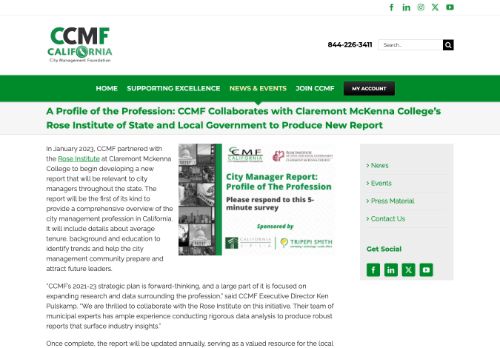 CCMF
CALIFORNIA
City Management Foundation
844-226-3411
Search...
HOME
SUPPORTING EXCELLENCE
NEWS & EVENTS
JOIN CCMF
MY ACCOUNT
A Profile of the Profession: CCMF Collaborates with Claremont McKenna College's
Rose Institute of State and Local Government to Produce New Report
In January 2023, CCMF partnered with
the Rose Institute at Claremont Mckenna
College to begin developing a new
report that will be relevant to city
managers throughout the state. The
report will be the first of its kind to
provide a comprehensive overview of the
city management profession in California.
It will include details about average
tenure, background and education to
identify trends and help the city
management community prepare and
attract future leaders.
CCMF
CALIFORNIA
City Manager Report:
Profile of The Profession
Please respond to this 5-
minute survey
Sponsored by
CALIFORNIA
TRIPEPI SMITH
News
Events
Press Material
Contact Us
Get Social
"CCMF's 2021-23 strategic plan is forward-thinking, and a large part of it is focused on
expanding research and data surrounding the profession," said CCMF Executive Director Ken
Pulskamp. "We are thrilled to collaborate with the Rose Institute on this initiative. Their team of
municipal experts has ample experience conducting rigorous data analysis to produce robust
reports that surface industry insights."
Once complete, the report will be updated annually, serving as a valued resource for the local